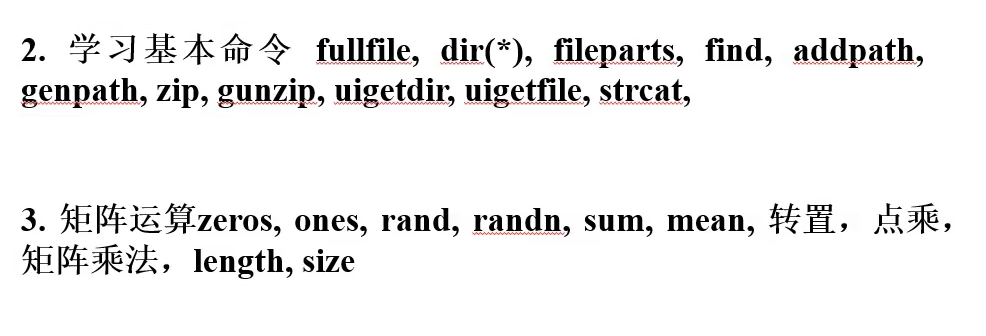 2. 学习基本命令 fullfile, dir(*), fileparts, find, addpath,
genpath, zip, gunzip, uigetdir, uigetfile, strcat,
3. 矩阵运算zeros, ones, rand, randn, sum, mean, 转置，点乘，
矩阵乘法，length, size